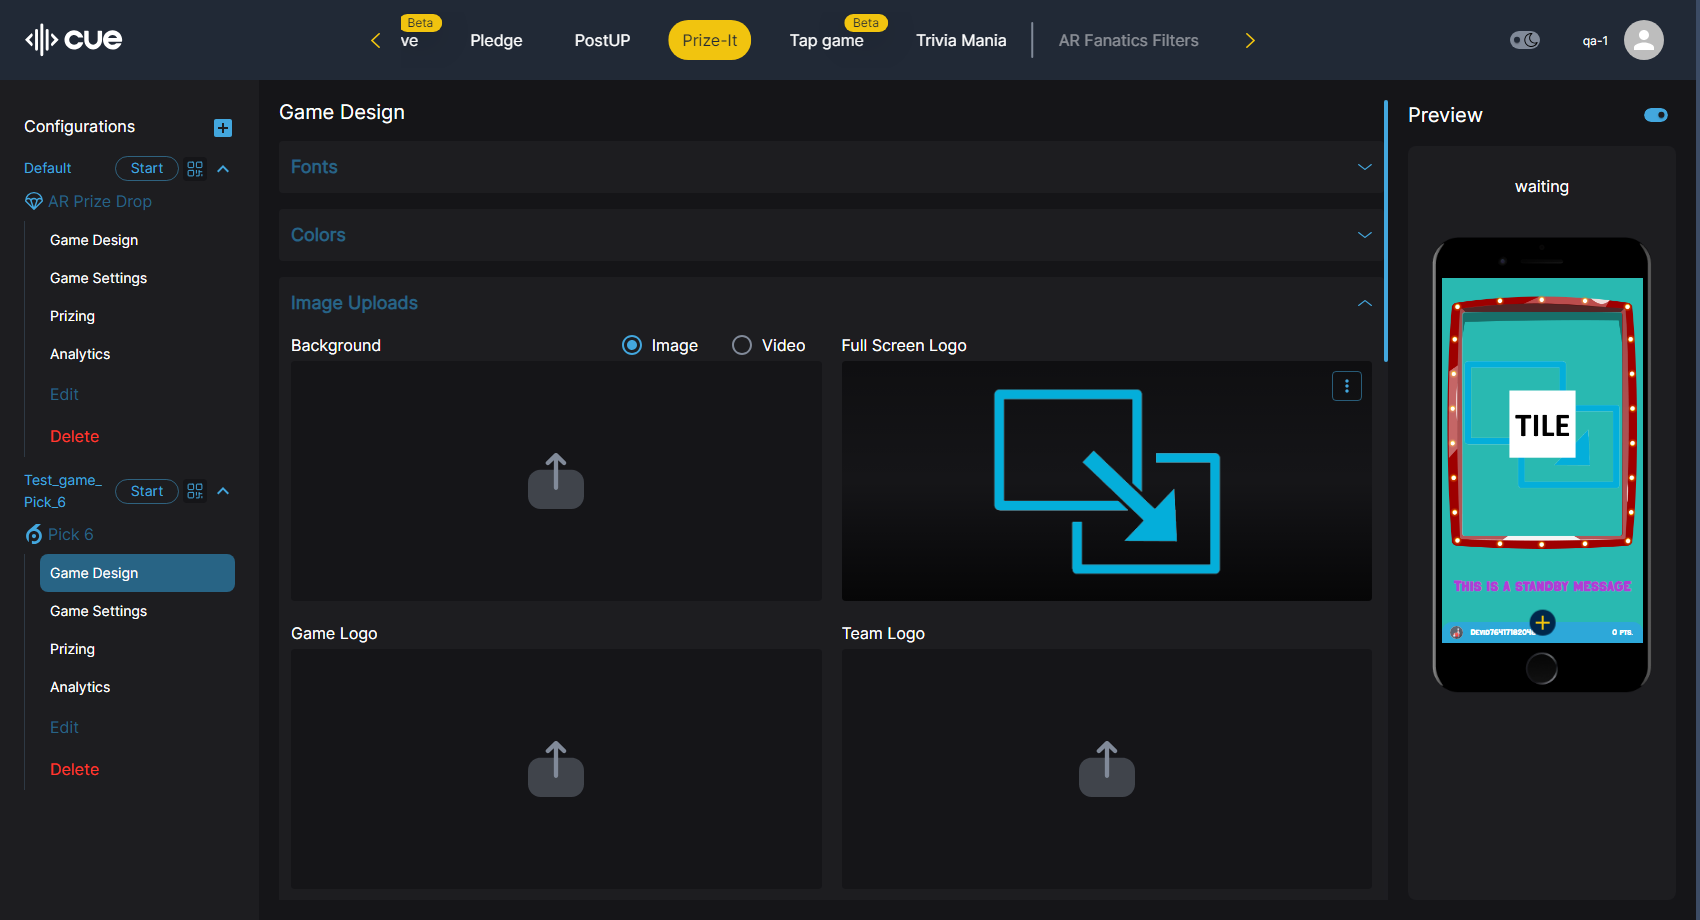 cue
Beta
ve
Pledge
PostUP
Prize-It
Beta
Tap game
Trivia Mania
AR Fanatics Filters
qa-1
Configurations
Default
Start
AR Prize Drop
Game Design
Game Settings
Prizing
Analytics
Edit
Delete
Test_game_
Pick_6
Start
Pick 6
Game Design
Game Settings
Prizing
Analytics
Edit
Delete
Game Design
Fonts
Colors
Image Uploads
Background
Image
Video
Full Screen Logo
Game Logo
Team Logo
Preview
waiting
TILE
THIS IS A STANDBY MESSAGE
0 PTS.